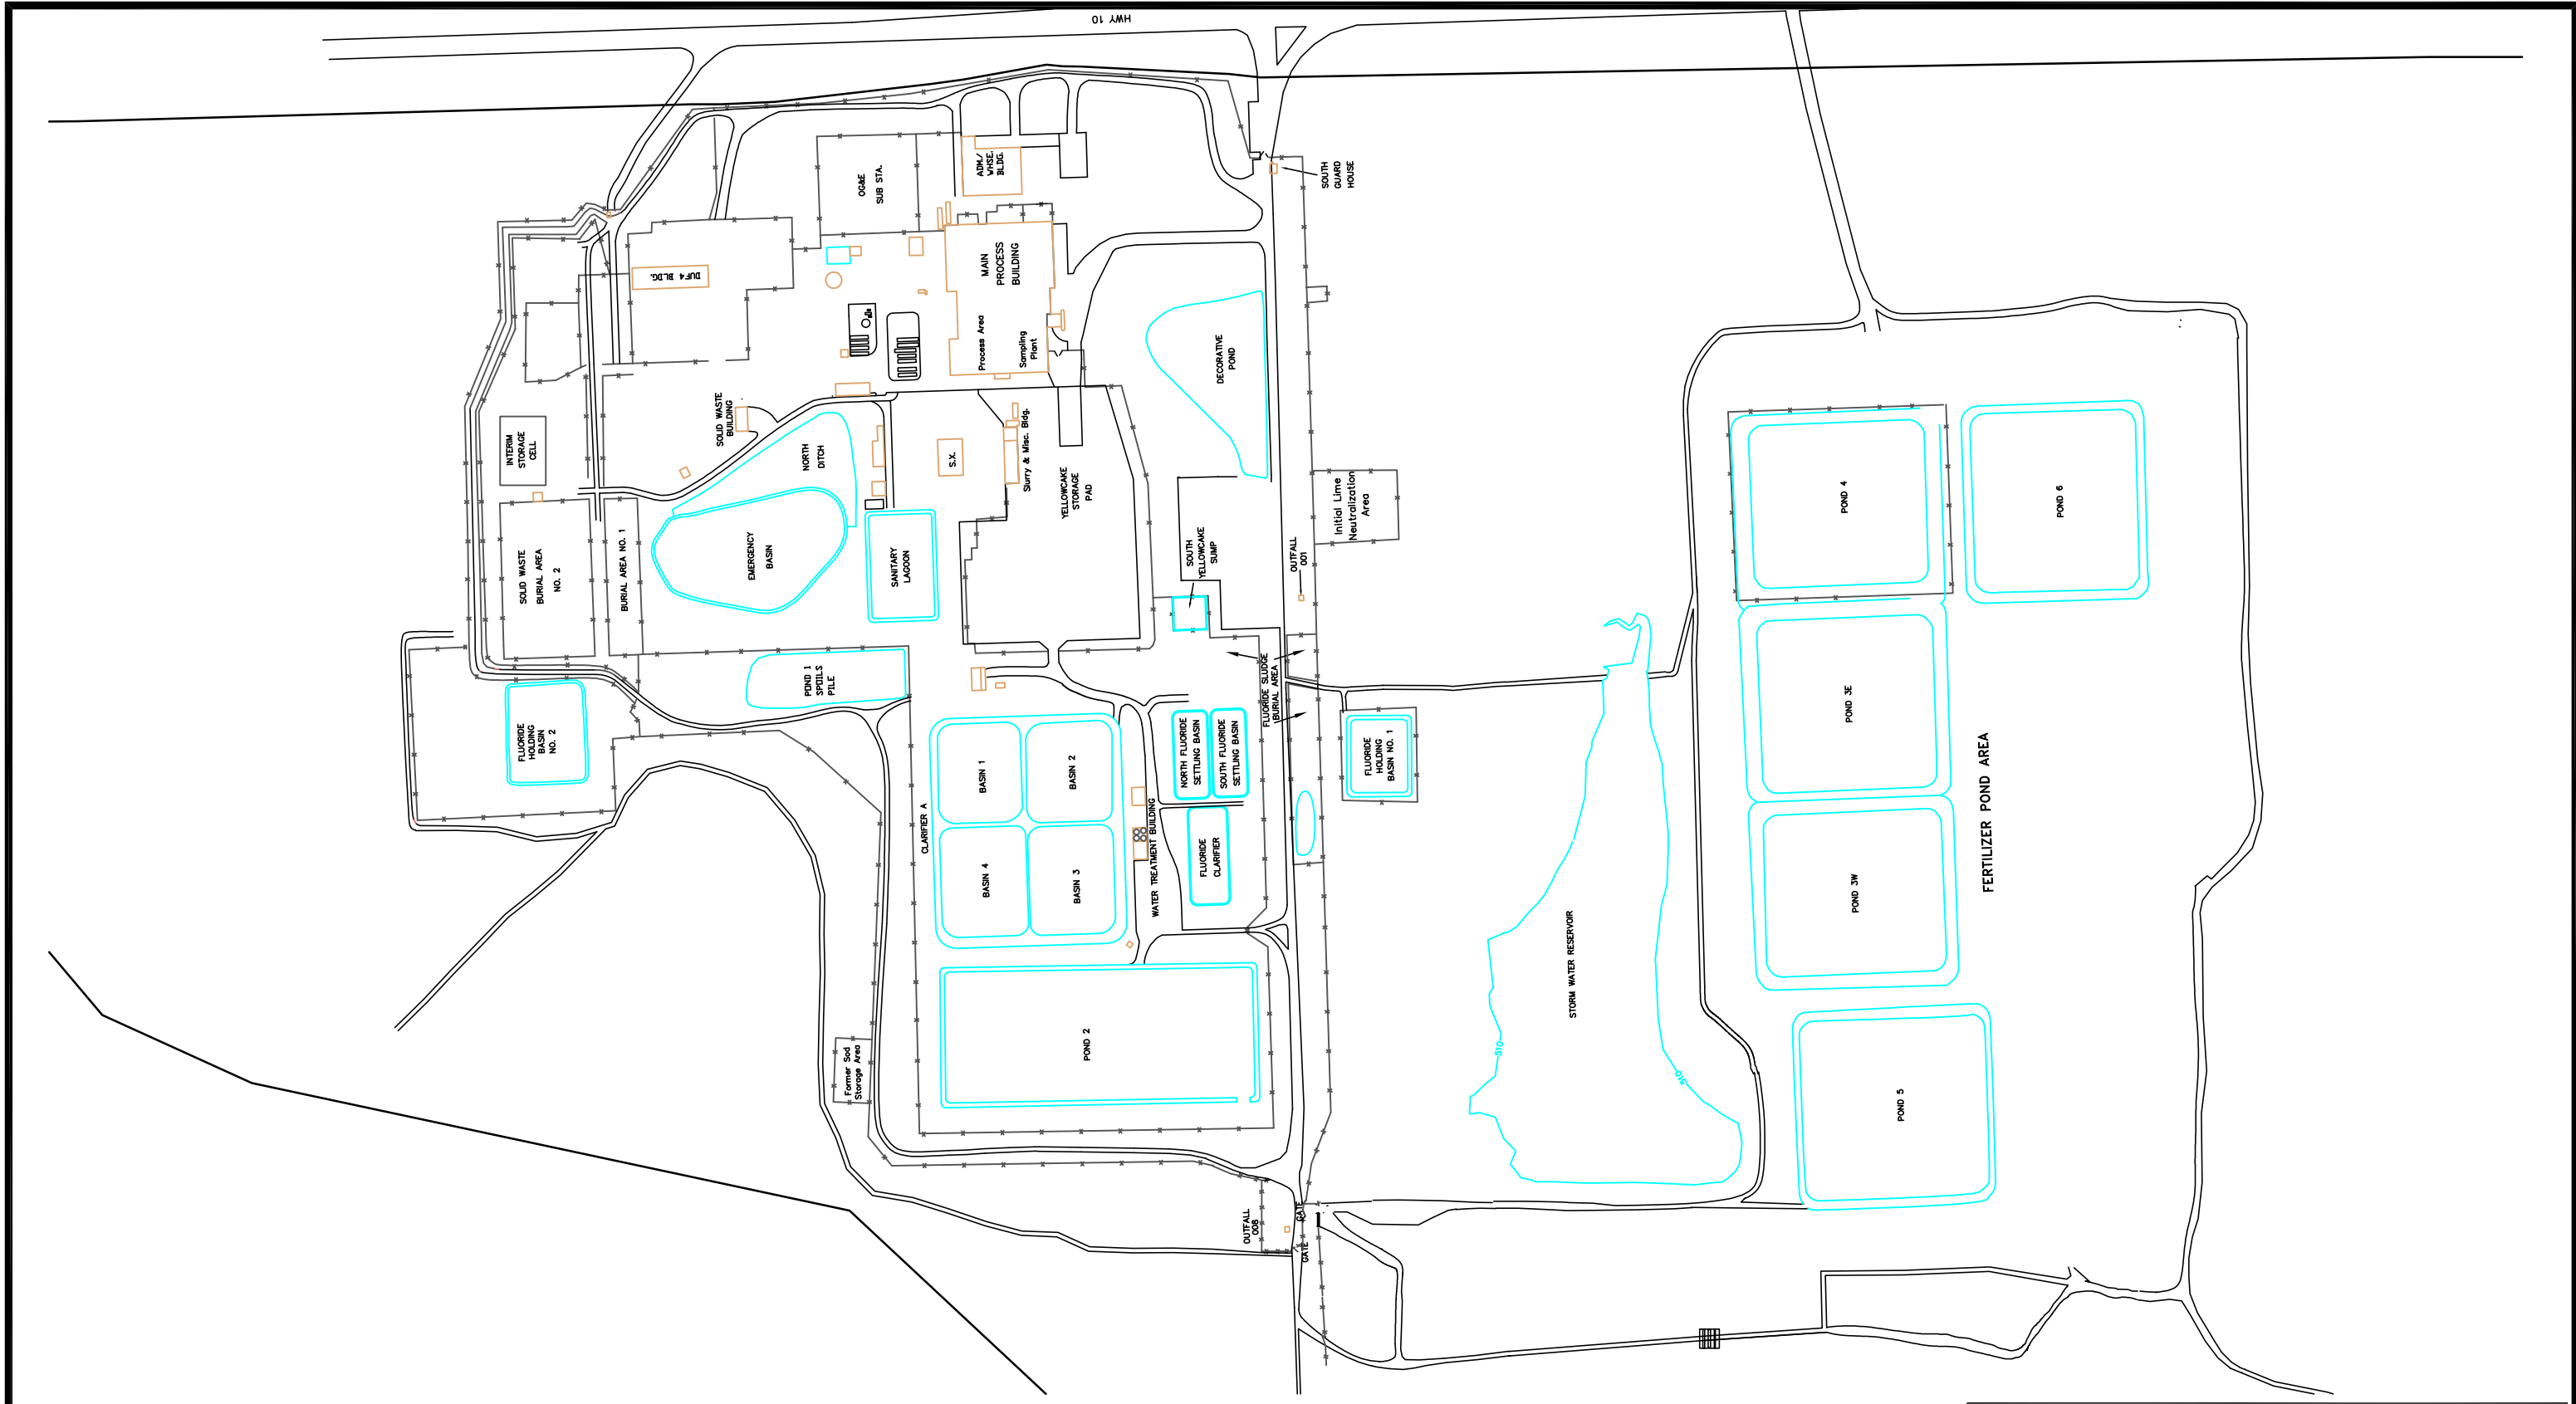 HWY 10
SOUTH
GUARD
HOUSE
ADM./
WHSE.
BLDG.
OG&E
SUB STA.
MAIN
PROCESS
BUILDING
DUF4 BLDG.
Process Area
Sampling
Plant
DECORATIVE
POND
SOLID WASTE
BUILDING
INTERIM
STORAGE
CELL
NORTH
DITCH
S.X.
Slurry & Misc. Bldg.
YELLOWCAKE
STORAGE
PAD
Initial Lime
Neutralization
Area
POND 4
POND 6
SOLID WASTE
BURIAL AREA
NO. 2
BURIAL AREA NO. 1
EMERGENCY
BASIN
SANITARY
LAGOON
SOUTH
YELLOWCAKE
SUMP
OUTFALL
001
POND 1
SPOILS
PILE
FLUORIDE SLUDGE
BURIAL AREA
POND 3E
FLUORIDE
HOLDING
BASIN
NO. 2
BASIN 1
BASIN 2
NORTH FLUORIDE
SETTLING BASIN
SOUTH FLUORIDE
SETTLING BASIN
FLUORIDE
HOLDING
BASIN NO. 1
CLARIFIER A
WATER TREATMENT BUILDING
FERTILIZER POND AREA
BASIN 4
BASIN 3
FLUORIDE
CLARIFIER
POND 3W
STORM WATER RESERVOIR
510
510
Former Sod
Storage Area
POND 2
POND 5
OUTFALL
008
GATE
GATE